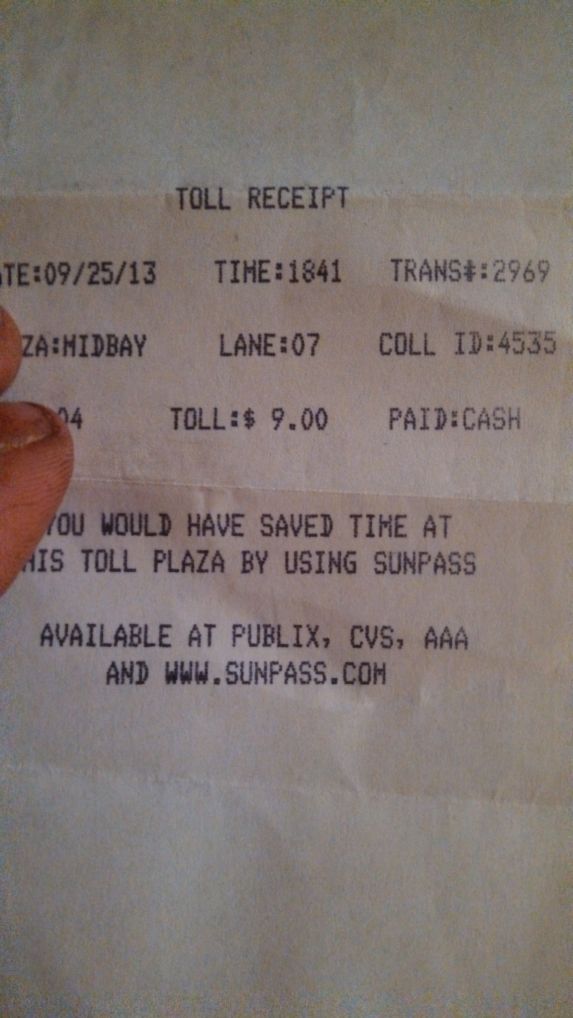 TOLL RECEIPT
ATE:09/25/13 TIME:1841 TRANS#:2969
ZA:MIDBAY LANE:07 COLL ID:4535
04 TOLL:$ 9.00 PAID:CASH
YOU WOULD HAVE SAVED TIME AT
HIS TOLL PLAZA BY USING SUNPASS
AVAILABLE AT PUBLIX, CVS, AAA
AND WWW.SUNPASS.COM